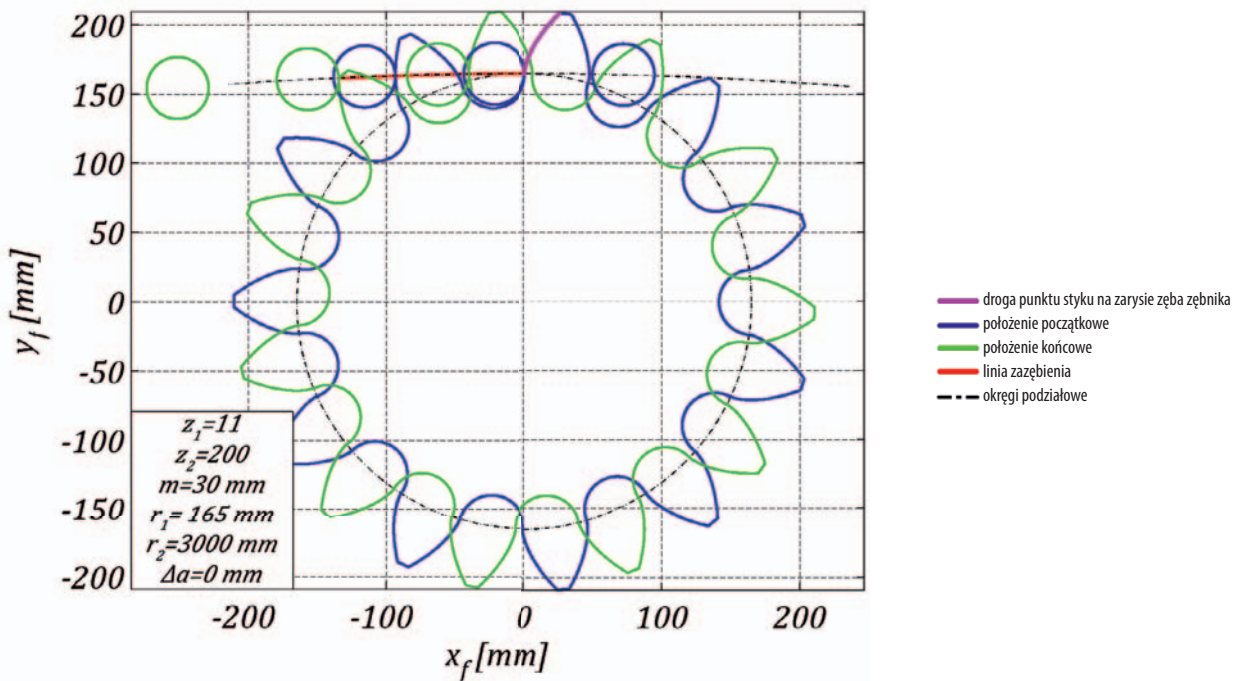 200
150
100
50
0
-50
-100
-150
-200
y_f [mm]
-200
-100
0
100
200
x_f [mm]
z_1=11
z_2=200
m=30 mm
r_1= 165 mm
r_2=3000 mm
Δa=0 mm
droga punktu styku na zarysie zęba zębnika
położenie początkowe
położenie końcowe
linia zazębienia
okręgi podziałowe